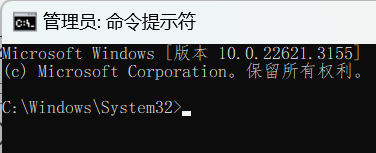 管理员: 命令提示符
Microsoft Windows [版本 10.0.22621.3155]
(c) Microsoft Corporation。保留所有权利。
C:\Windows\System32>